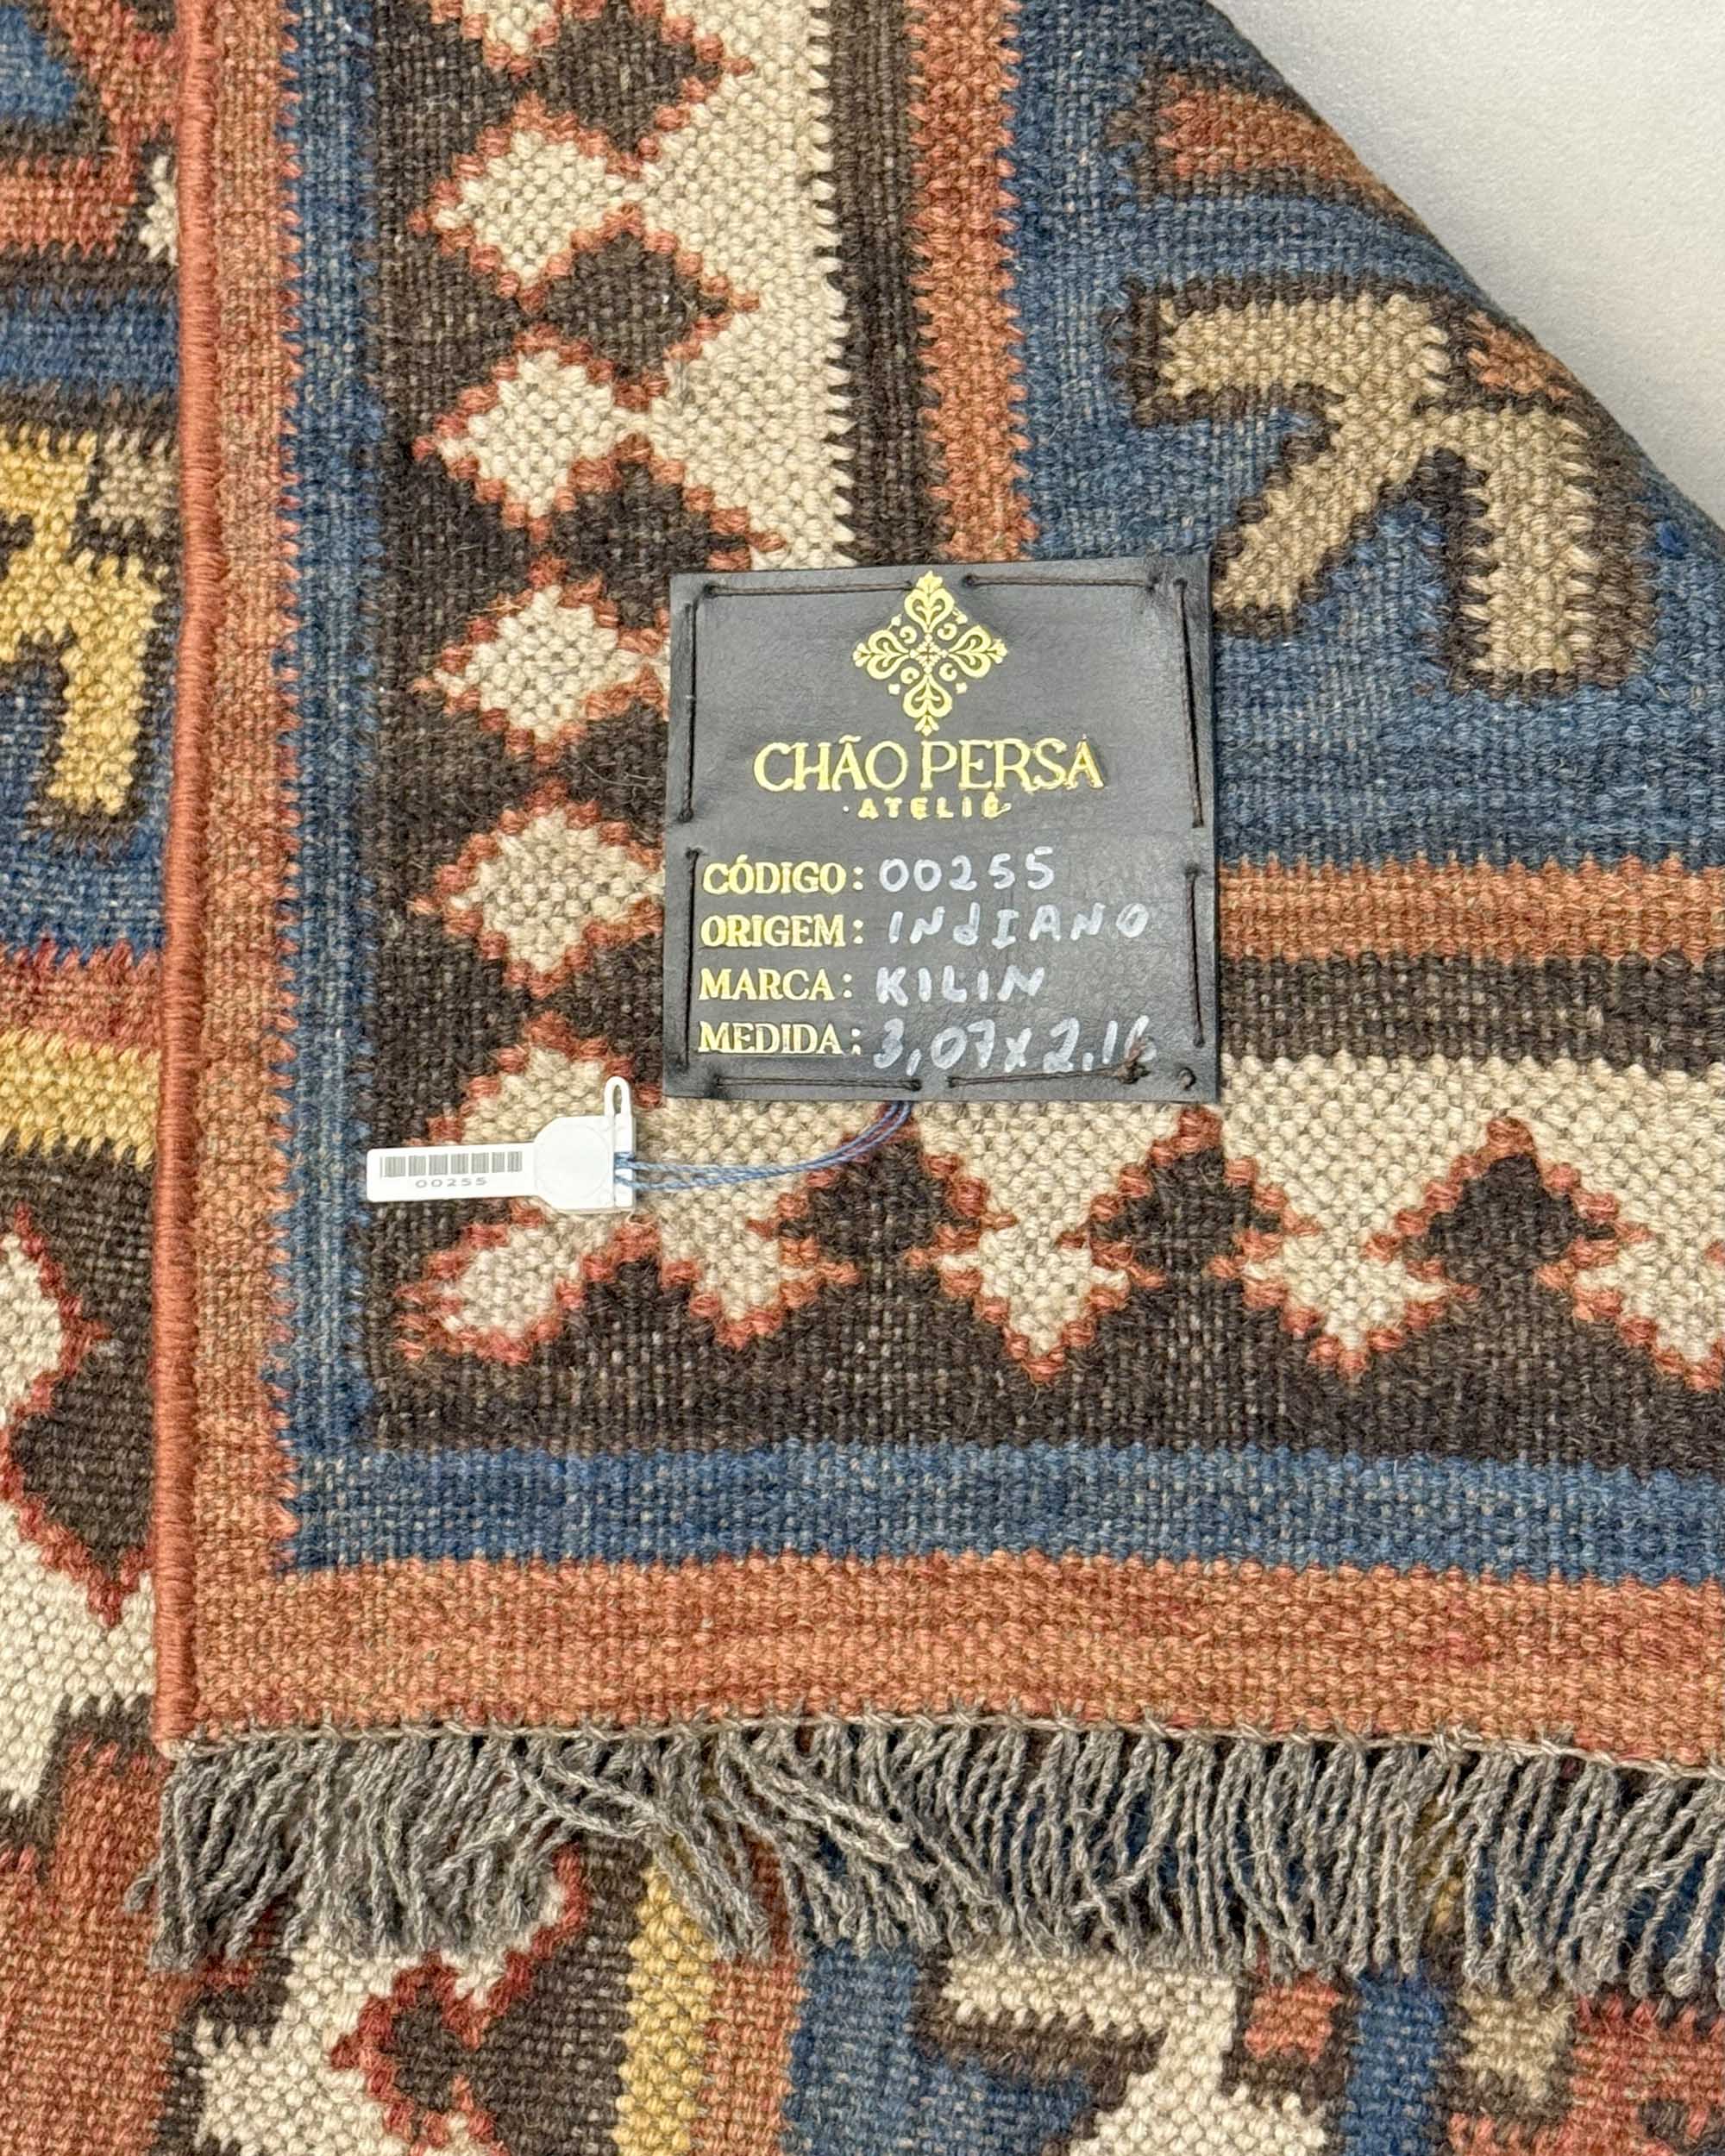 CHÃO PERSA
·ATELIÊ·
CÓDIGO: 00255
ORIGEM: INdIANO
MARCA: KILIN
MEDIDA: 3,07x2.16
00255